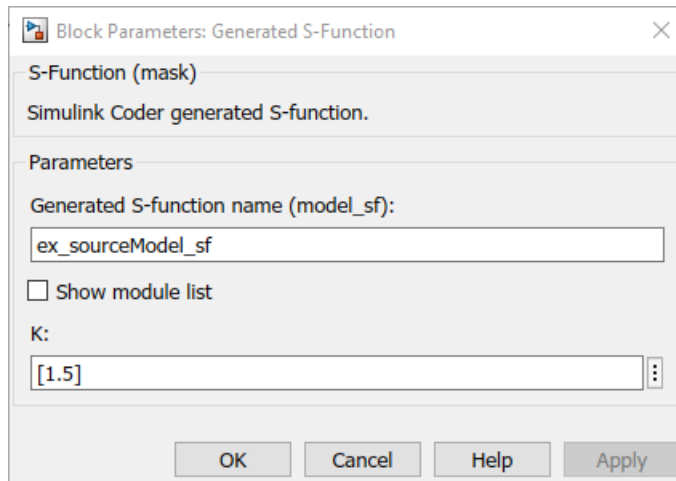 Block Parameters: Generated S-Function
S-Function (mask)
Simulink Coder generated S-function.
Parameters
Generated S-function name (model_sf):
ex_sourceModel_sf
Show module list
K:
[1.5]
OK Cancel Help Apply